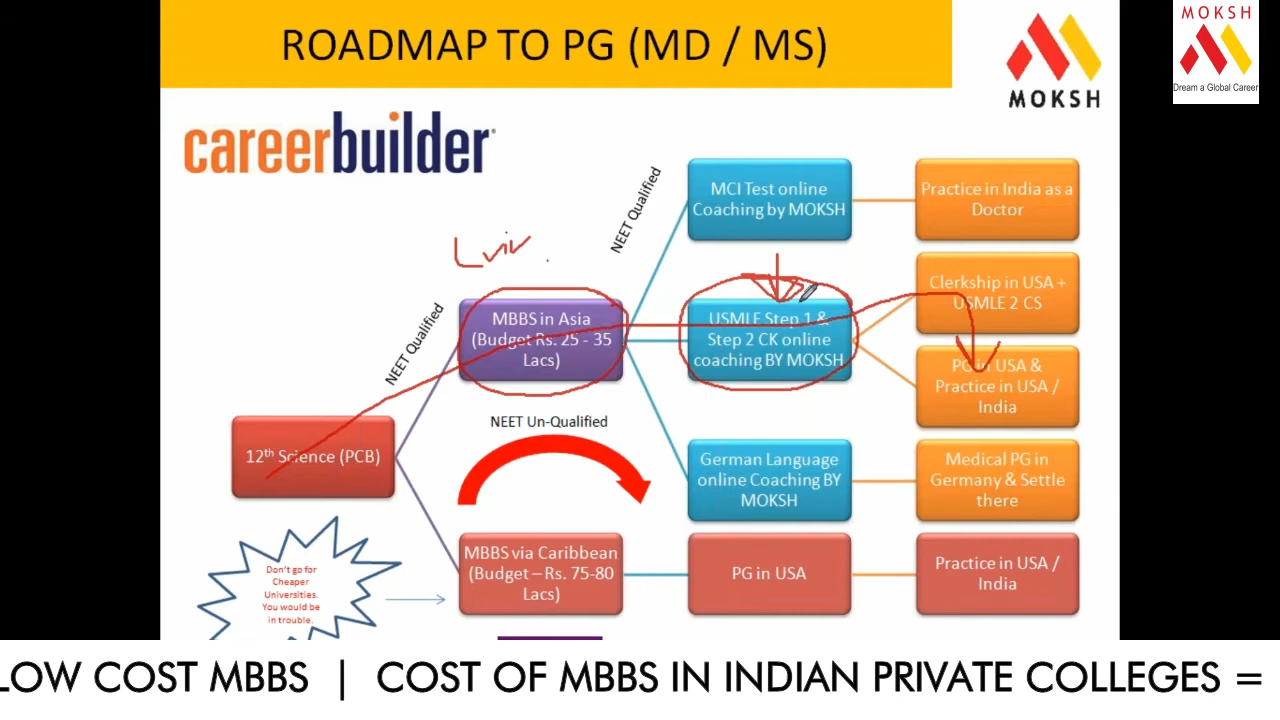 ROADMAP TO PG (MD / MS)
MOKSH
MOKSH
Dream a Global Career
careerbuilder
NEET Qualified
MCI Test online
Coaching by MOKSH
Practice in India as a
Doctor
Lviv
NEET Qualified
MBBS in Asia
(Budget Rs. 25 - 35
Lacs)
USMLE Step 1 &
Step 2 CK online
coaching BY MOKSH
Clerkship in USA +
USMLE 2 CS
PG in USA &
Practice in USA /
India
12th Science (PCB)
NEET Un-Qualified
German Language
online Coaching BY
MOKSH
Medical PG in
Germany & Settle
there
Don't go for
Cheaper
Universities.
You would be
in trouble.
MBBS via Caribbean
(Budget – Rs. 75-80
Lacs)
PG in USA
Practice in USA /
India
LOW COST MBBS | COST OF MBBS IN INDIAN PRIVATE COLLEGES =